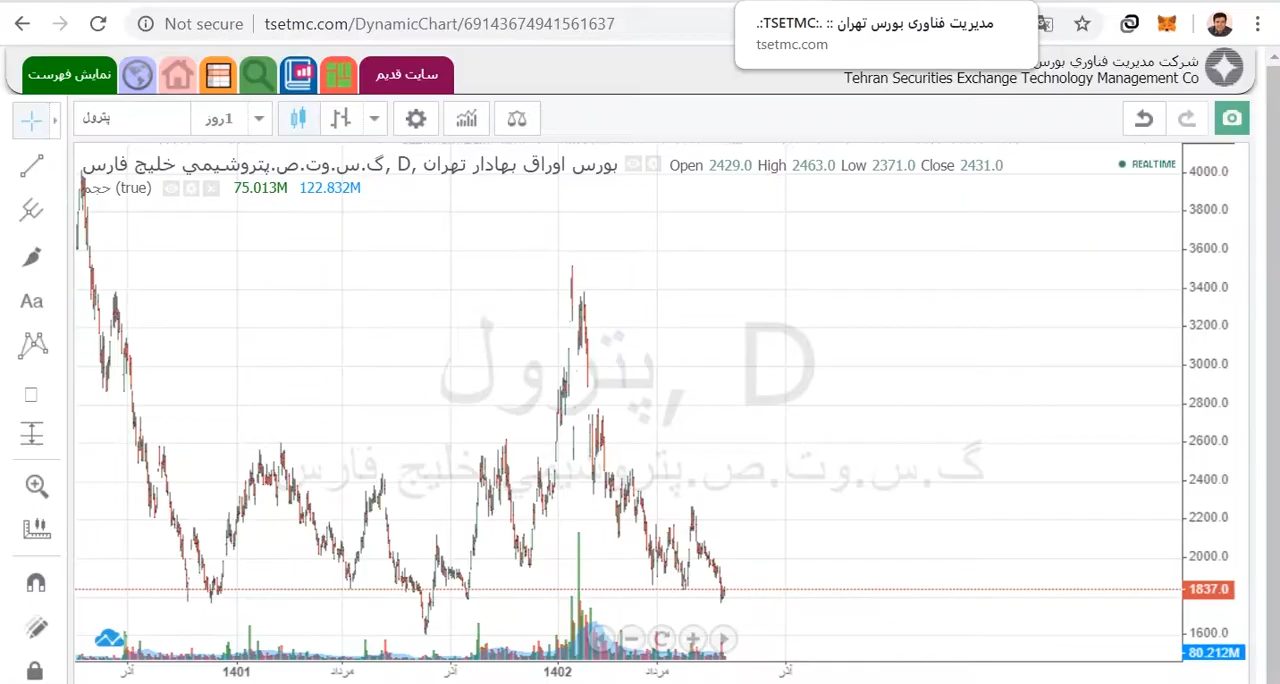 Not secure | tsetmc.com/DynamicChart/69143674941561637
مدیریت فناوری بورس تهران :: .:TSETMC:.
tsetmc.com
نمایش فهرست
سایت قدیم
شرکت مدیریت فناوري بورس
Tehran Securities Exchange Technology Management Co
پترول
1روز
گ.س.وت.ص.پتروشيمي خليج فارس, D, بورس اوراق بهادار تهران
Open 2429.0 High 2463.0 Low 2371.0 Close 2431.0
REALTIME
حجم (true) 75.013M 122.832M
Aa
پترول, D
گ.س.وت.ص.پتروشيمي خليج فارس
4000.0
3800.0
3600.0
3400.0
3200.0
3000.0
2800.0
2600.0
2400.0
2200.0
2000.0
1837.0
1600.0
80.212M
آذر
1401
مرداد
آذر
1402
مرداد
آذر